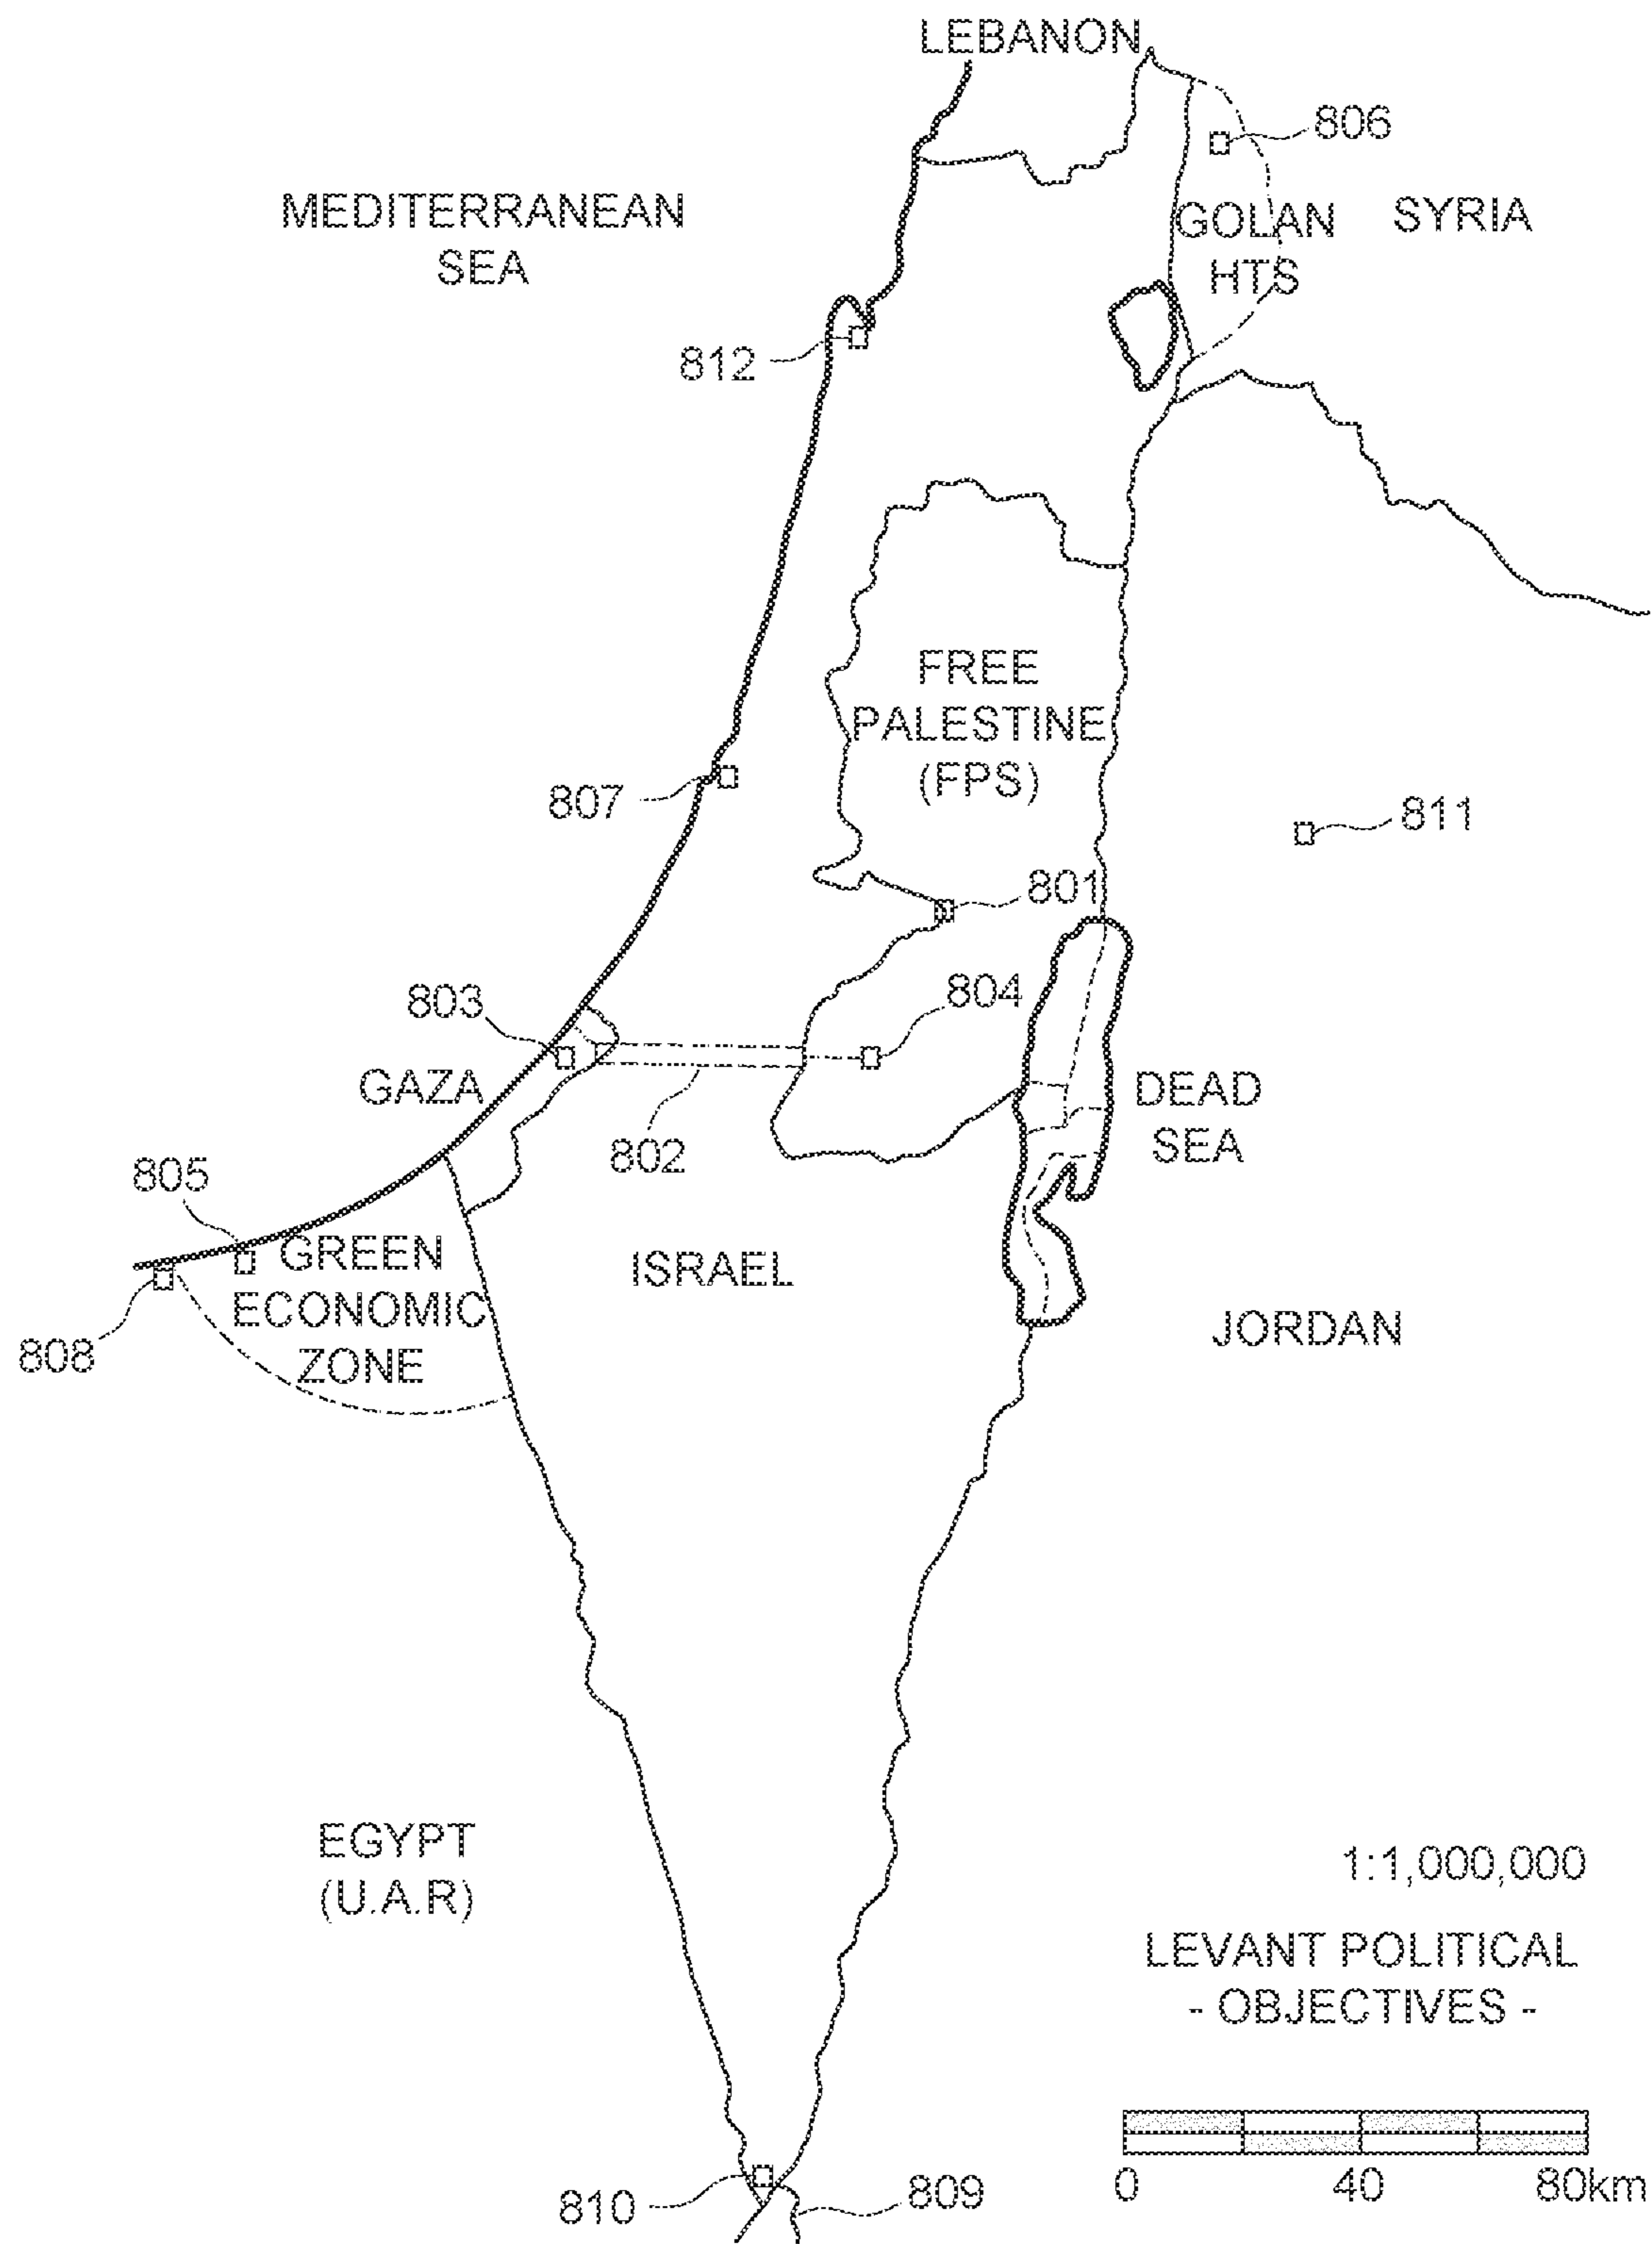 LEBANON
806
MEDITERRANEAN
SEA
GOLAN
HTS
SYRIA
812
FREE
PALESTINE
(FPS)
807
811
801
803
804
GAZA
802
DEAD
SEA
805
GREEN
ECONOMIC
ZONE
ISRAEL
808
JORDAN
EGYPT
(U.A.R)
1:1,000,000
LEVANT POLITICAL
- OBJECTIVES -
0 40 80km
810
809